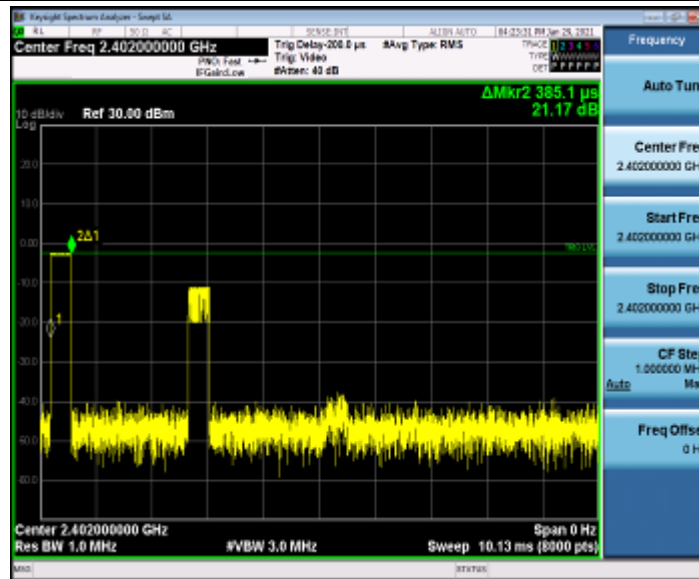 Keysight Spectrum Analyzer - Swept SA
RL RF 50 Ω AC SENSE:INT ALIGN AUTO 04:23:31 PM Jan 29, 2021
Center Freq 2.402000000 GHz
PNO: Fast
IFGain:Low
Trig Delay-200.0 µs
Trig: Video
#Atten: 40 dB
#Avg Type: RMS
TRACE 1 2 3 4 5 6
TYPE
DET P P P P P P
ΔMkr2 385.1 µs
21.17 dB
10 dB/div Ref 30.00 dBm
Log
20.0
10.0
0.00
2Δ1
TRIG LVL
-10.0
1
-30.0
-40.0
-50.0
-60.0
Center 2.402000000 GHz Span 0 Hz
Res BW 1.0 MHz #VBW 3.0 MHz Sweep 10.13 ms (8000 pts)
MSG STATUS
Frequency
Auto Tun
Center Fre
2.402000000 GH
Start Fre
2.402000000 GH
Stop Fre
2.402000000 GH
CF Ste
1.000000 MH
Auto Ma
Freq Offse
0 H